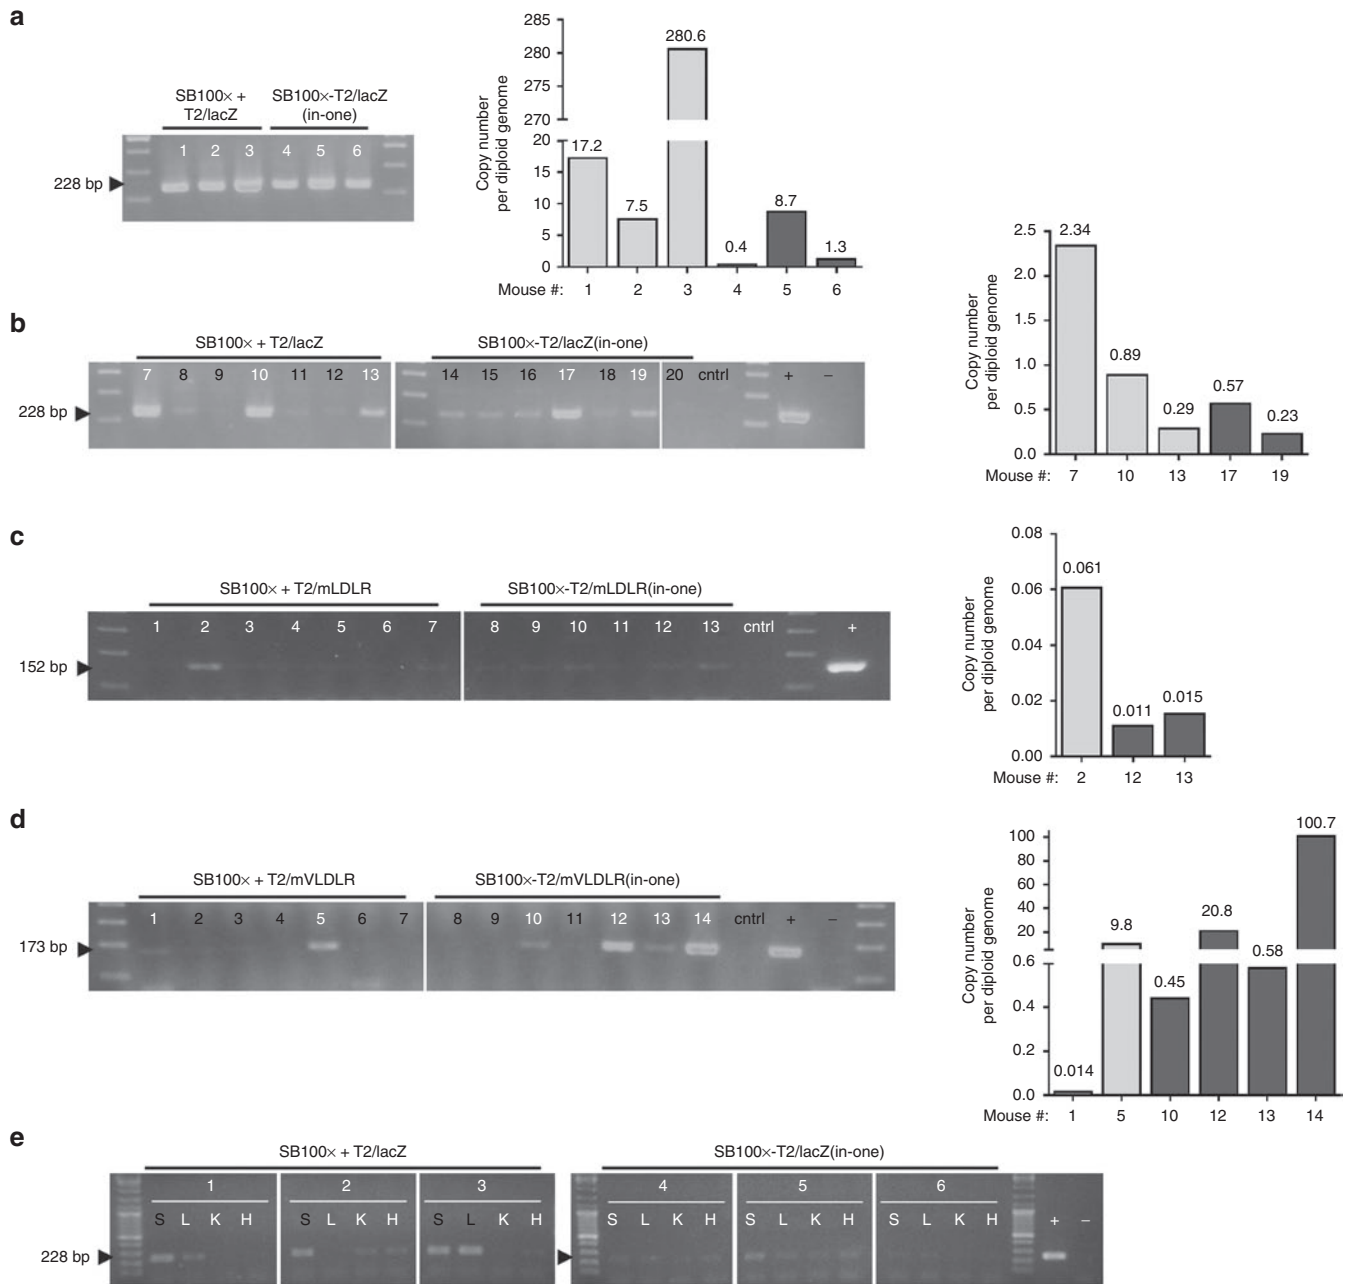 a
SB100× +
T2/lacZ
SB100×-T2/lacZ
(in-one)
1 2 3 4 5 6
228 bp
Copy number
per diploid genome
285
280
275
270
20
15
10
5
0
17.2
7.5
280.6
0.4
8.7
1.3
Mouse #: 1 2 3 4 5 6
b
SB100× + T2/lacZ
SB100×-T2/lacZ(in-one)
7 8 9 10 11 12 13 14 15 16 17 18 19 20 cntrl + −
228 bp
Copy number
per diploid genome
2.5
2.0
1.5
1.0
0.5
0.0
2.34
0.89
0.29
0.57
0.23
Mouse #: 7 10 13 17 19
c
SB100× + T2/mLDLR
SB100×-T2/mLDLR(in-one)
1 2 3 4 5 6 7 8 9 10 11 12 13 cntrl +
152 bp
Copy number
per diploid genome
0.08
0.06
0.04
0.02
0.00
0.061
0.011
0.015
Mouse #: 2 12 13
d
SB100× + T2/mVLDLR
SB100×-T2/mVLDLR(in-one)
1 2 3 4 5 6 7 8 9 10 11 12 13 14 cntrl + −
173 bp
Copy number
per diploid genome
100
80
60
40
20
0.6
0.4
0.2
0.0
0.014
9.8
0.45
20.8
0.58
100.7
Mouse #: 1 5 10 12 13 14
e
SB100× + T2/lacZ
SB100×-T2/lacZ(in-one)
1 2 3 4 5 6
S L K H S L K H S L K H S L K H S L K H S L K H + −
228 bp